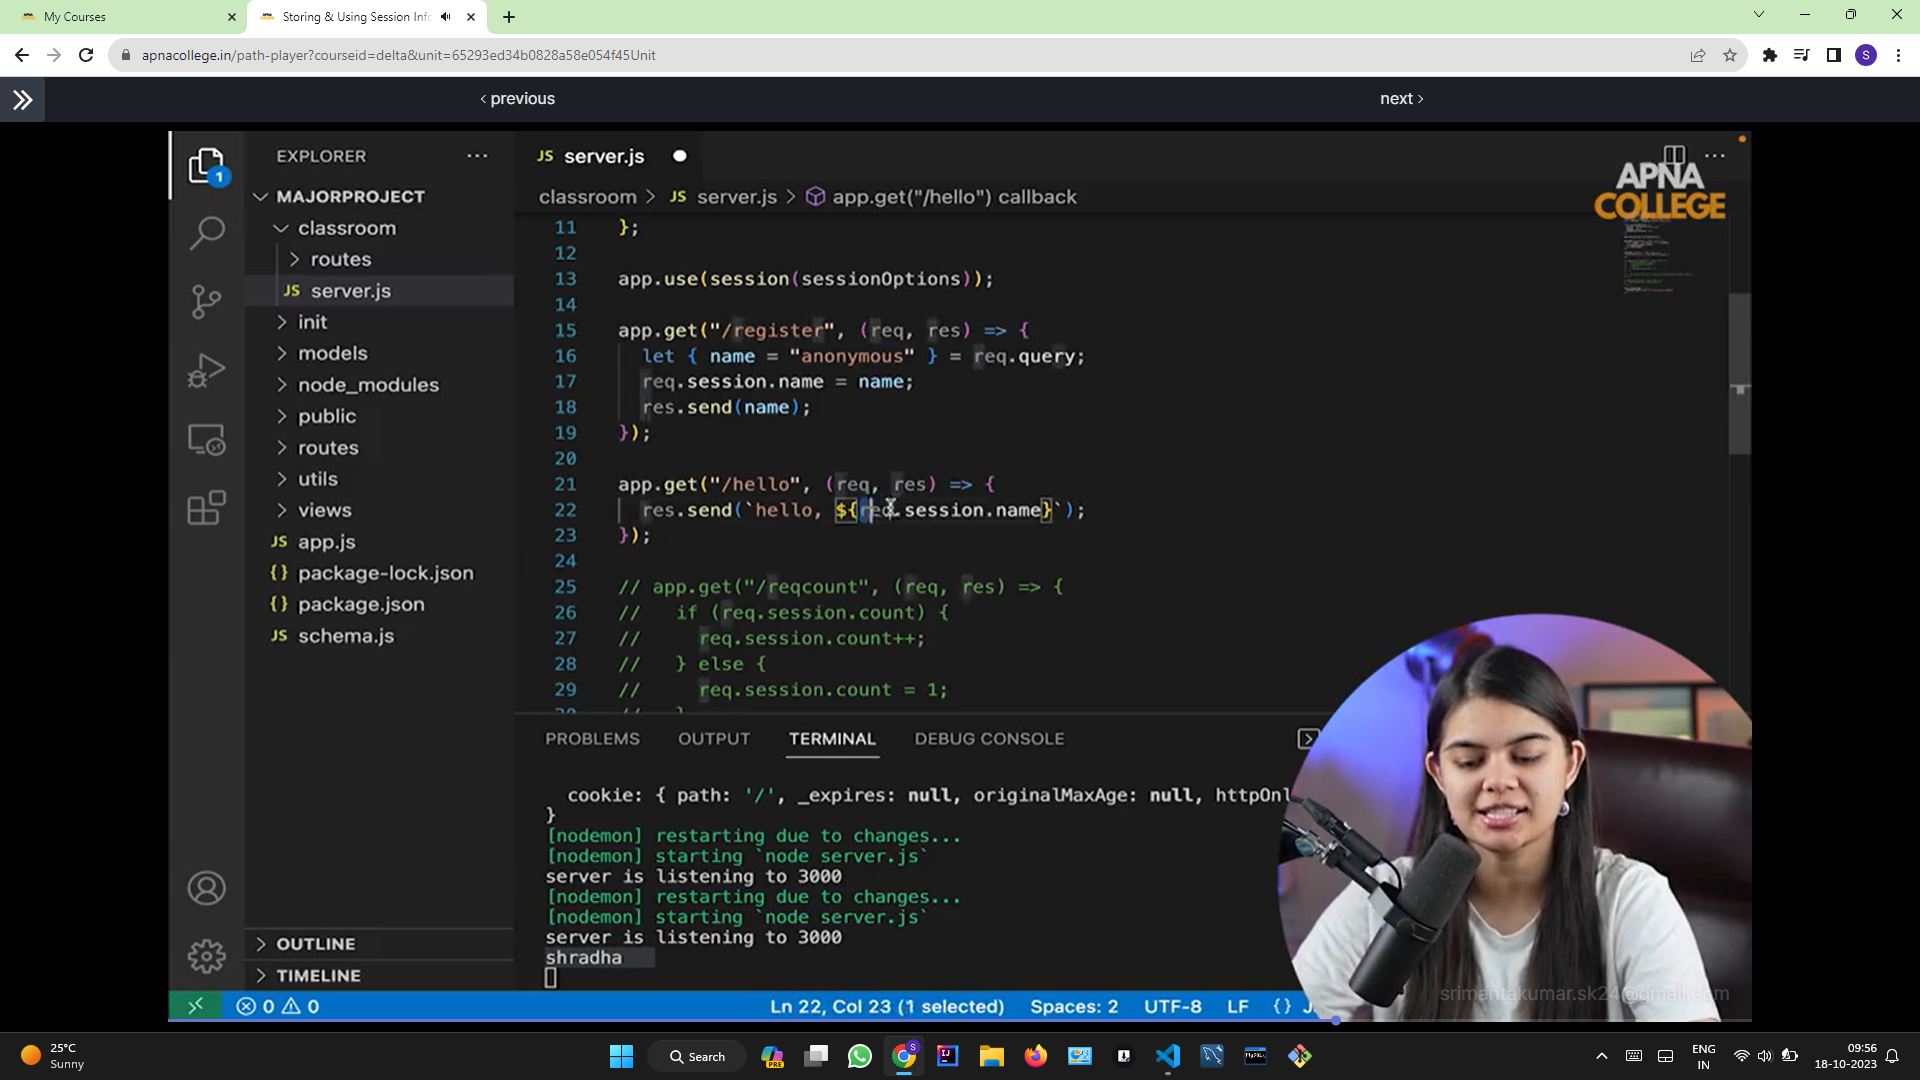 My Courses
Storing & Using Session Info
apnacollege.in/path-player?courseid=delta&unit=65293ed34b0828a58e054f45Unit
S
‹ previous
next ›
EXPLORER
1
MAJORPROJECT
classroom
routes
JS server.js
init
models
node_modules
public
routes
utils
views
JS app.js
{} package-lock.json
{} package.json
JS schema.js
OUTLINE
TIMELINE
JS server.js
classroom > JS server.js > app.get("/hello") callback
APNA
COLLEGE
11 };
12
13 app.use(session(sessionOptions));
14
15 app.get("/register", (req, res) => {
16 let { name = "anonymous" } = req.query;
17 req.session.name = name;
18 res.send(name);
19 });
20
21 app.get("/hello", (req, res) => {
22 res.send(`hello, ${req.session.name}`);
23 });
24
25 // app.get("/reqcount", (req, res) => {
26 // if (req.session.count) {
27 // req.session.count++;
28 // } else {
29 // req.session.count = 1;
PROBLEMS OUTPUT TERMINAL DEBUG CONSOLE
cookie: { path: '/', _expires: null, originalMaxAge: null, httpOnl
}
[nodemon] restarting due to changes...
[nodemon] starting `node server.js`
server is listening to 3000
[nodemon] restarting due to changes...
[nodemon] starting `node server.js`
server is listening to 3000
shradha
srimantakumar.sk24@gmail.com
0 0 Ln 22, Col 23 (1 selected) Spaces: 2 UTF-8 LF {} J
25°C
Sunny
Search
PRE
S
ENG
IN
09:56
18-10-2023